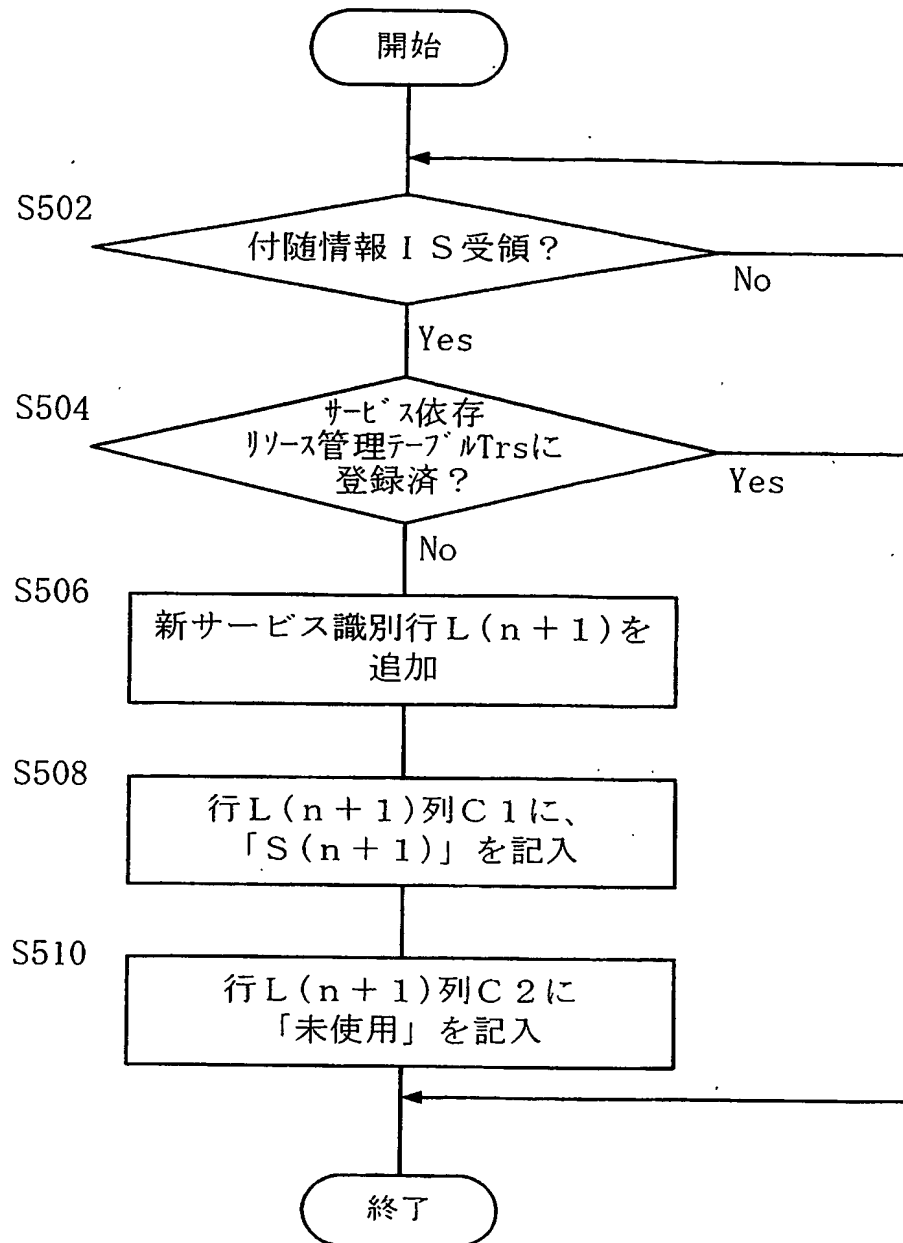 開始
S502
付随情報ＩＳ受領？
No
Yes
S504
サービス依存
リソース管理テーブルTrsに
登録済？
Yes
No
S506
新サービス識別行Ｌ(ｎ＋１)を
追加
S508
行Ｌ(ｎ＋１)列Ｃ１に、
「Ｓ(ｎ＋１)」を記入
S510
行Ｌ(ｎ＋１)列Ｃ２に
「未使用」を記入
終了